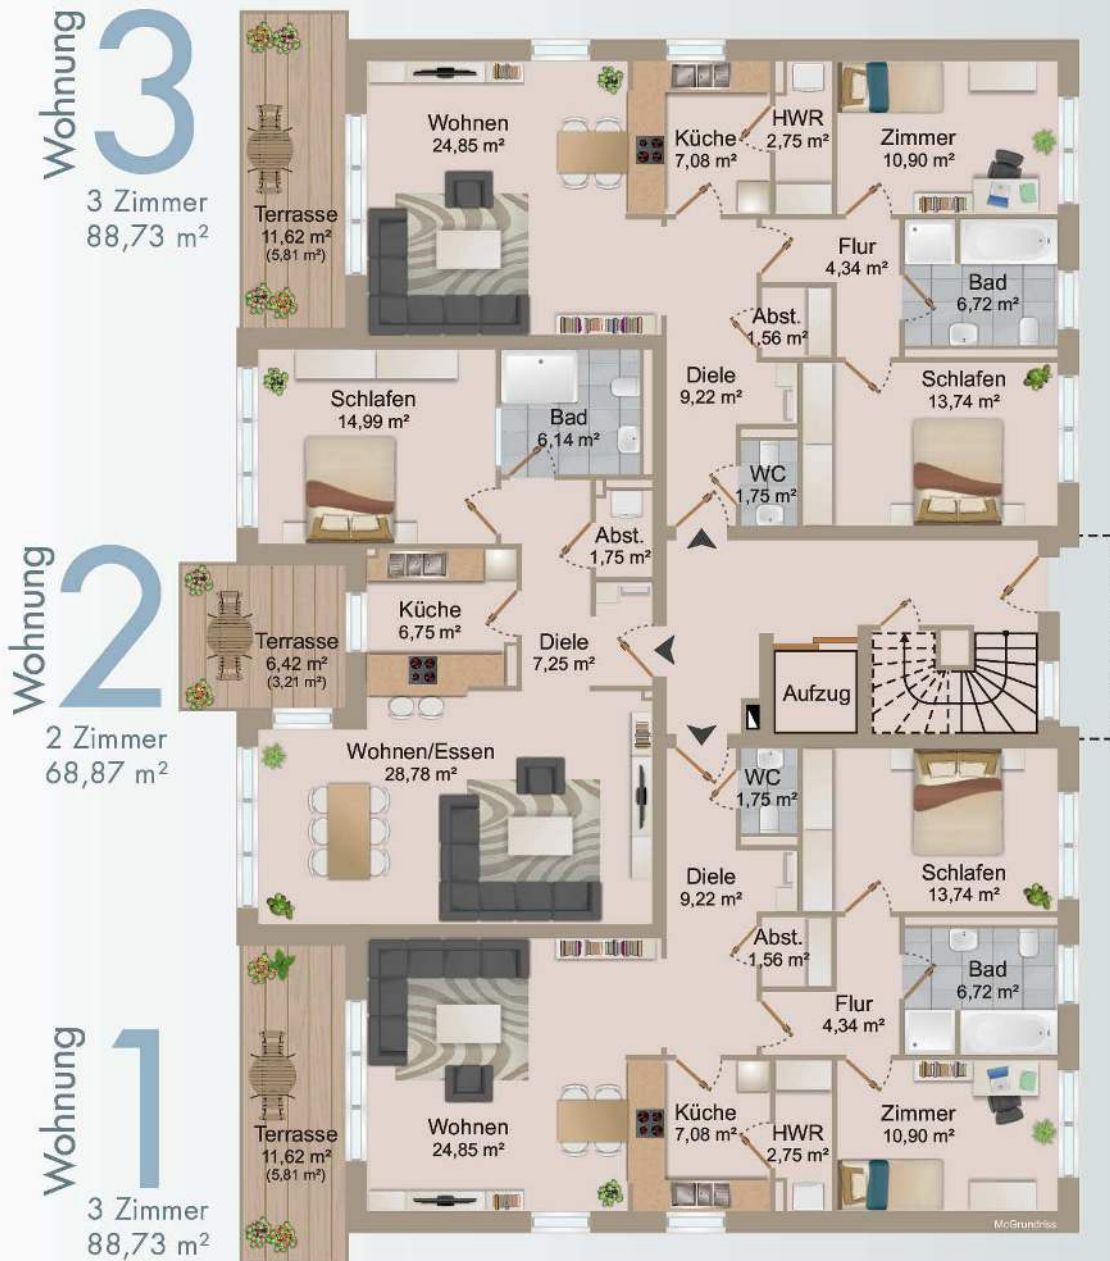 Wohnung
3
3 Zimmer
88,73 m²
Terrasse
11,62 m²
(5,81 m²)
Wohnen
24,85 m²
Küche
7,08 m²
HWR
2,75 m²
Zimmer
10,90 m²
Flur
4,34 m²
Bad
6,72 m²
Abst.
1,56 m²
Diele
9,22 m²
Schlafen
13,74 m²
WC
1,75 m²
Wohnung
2
2 Zimmer
68,87 m²
Schlafen
14,99 m²
Bad
6,14 m²
Abst.
1,75 m²
Küche
6,75 m²
Terrasse
6,42 m²
(3,21 m²)
Diele
7,25 m²
Wohnen/Essen
28,78 m²
Aufzug
Wohnung
1
3 Zimmer
88,73 m²
WC
1,75 m²
Diele
9,22 m²
Schlafen
13,74 m²
Abst.
1,56 m²
Bad
6,72 m²
Flur
4,34 m²
Terrasse
11,62 m²
(5,81 m²)
Wohnen
24,85 m²
Küche
7,08 m²
HWR
2,75 m²
Zimmer
10,90 m²
McGrundriss